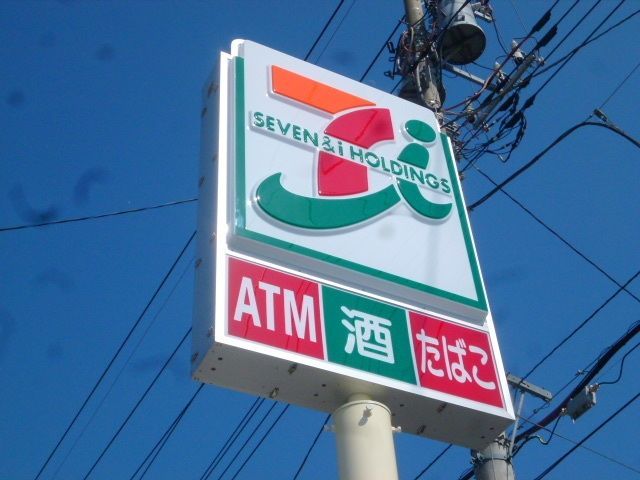 SEVEN & i HOLDINGS
ATM 酒 たばこ